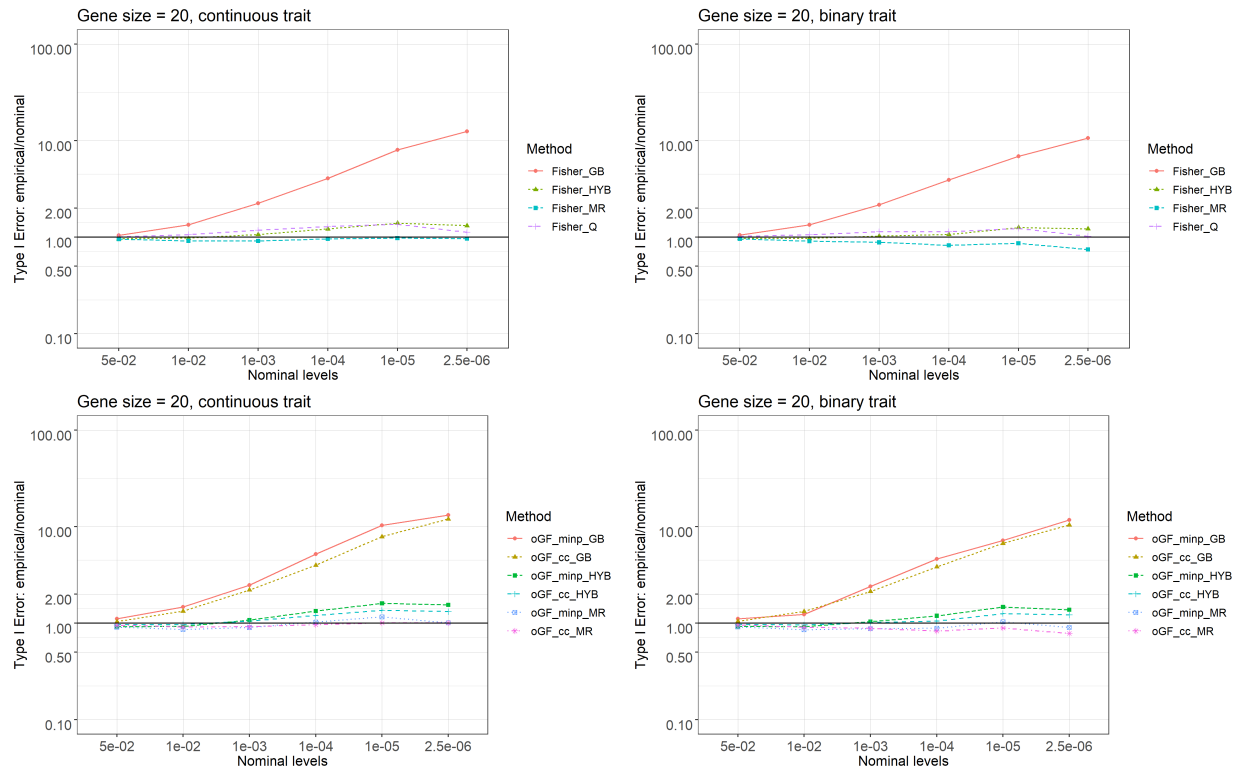 Gene size = 20, continuous trait
Type I Error: empirical/nominal
100.00
10.00
2.00
1.00
0.50
0.10
5e-02 1e-02 1e-03 1e-04 1e-05 2.5e-06
Nominal levels
Method
Fisher_GB
Fisher_HYB
Fisher_MR
Fisher_Q
Gene size = 20, binary trait
Type I Error: empirical/nominal
100.00
10.00
2.00
1.00
0.50
0.10
5e-02 1e-02 1e-03 1e-04 1e-05 2.5e-06
Nominal levels
Method
Fisher_GB
Fisher_HYB
Fisher_MR
Fisher_Q
Gene size = 20, continuous trait
Type I Error: empirical/nominal
100.00
10.00
2.00
1.00
0.50
0.10
5e-02 1e-02 1e-03 1e-04 1e-05 2.5e-06
Nominal levels
Method
oGF_minp_GB
oGF_cc_GB
oGF_minp_HYB
oGF_cc_HYB
oGF_minp_MR
oGF_cc_MR
Gene size = 20, binary trait
Type I Error: empirical/nominal
100.00
10.00
2.00
1.00
0.50
0.10
5e-02 1e-02 1e-03 1e-04 1e-05 2.5e-06
Nominal levels
Method
oGF_minp_GB
oGF_cc_GB
oGF_minp_HYB
oGF_cc_HYB
oGF_minp_MR
oGF_cc_MR